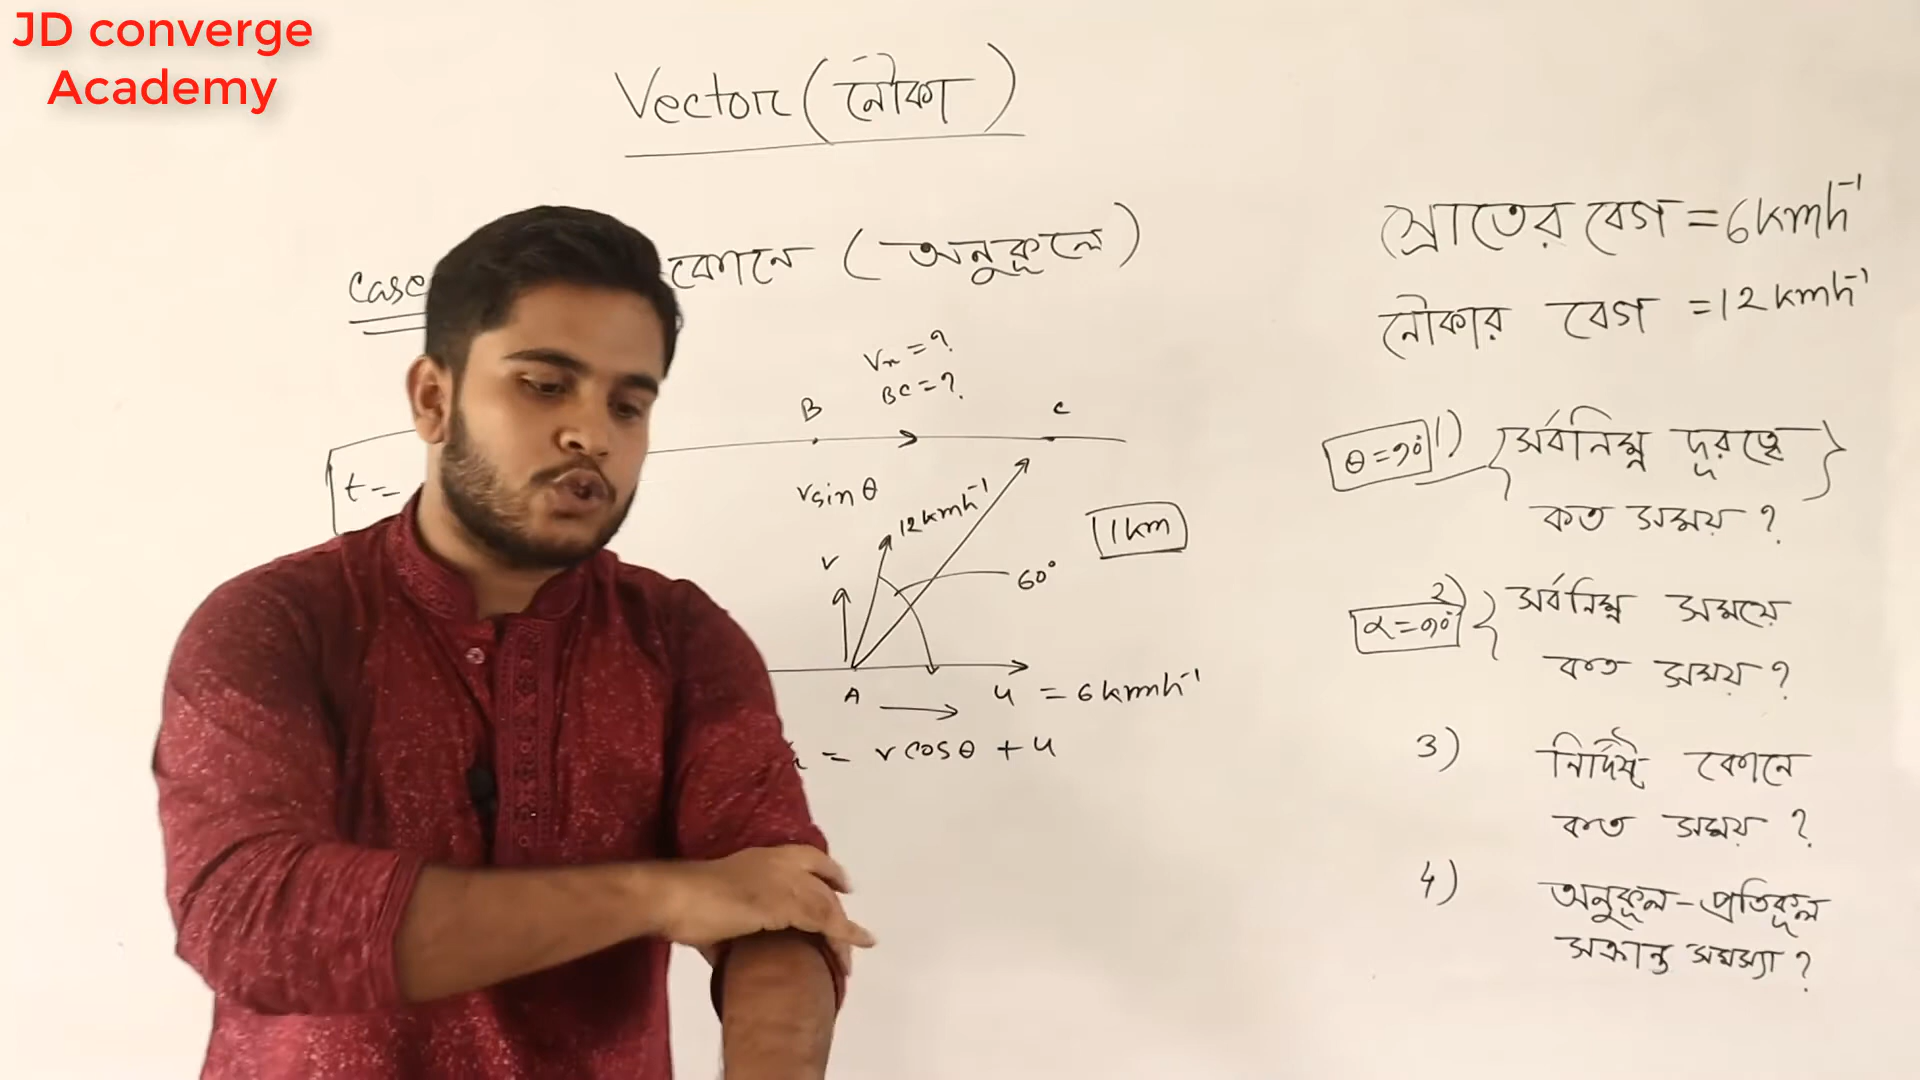 JD converge
Academy
Vector (নৌকা)
case
কোনে (অনুকূলে)
Vx = ?
BC = ?
B
C
t =
vsinθ
12kmh⁻¹
v
60°
1km
A
u = 6kmh⁻¹
= vcosθ + u
স্রোতের বেগ = 6kmh⁻¹
নৌকার বেগ = 12kmh⁻¹
θ=90° 1) {সর্বনিম্ন দূরত্বে}
কত সময় ?
α=90° 2) { সর্বনিম্ন সময়ে
কত সময় ?
3) নির্দিষ্ট কোনে
কত সময় ?
4) অনুকূল-প্রতিকূল
সক্রান্ত সমস্যা ?